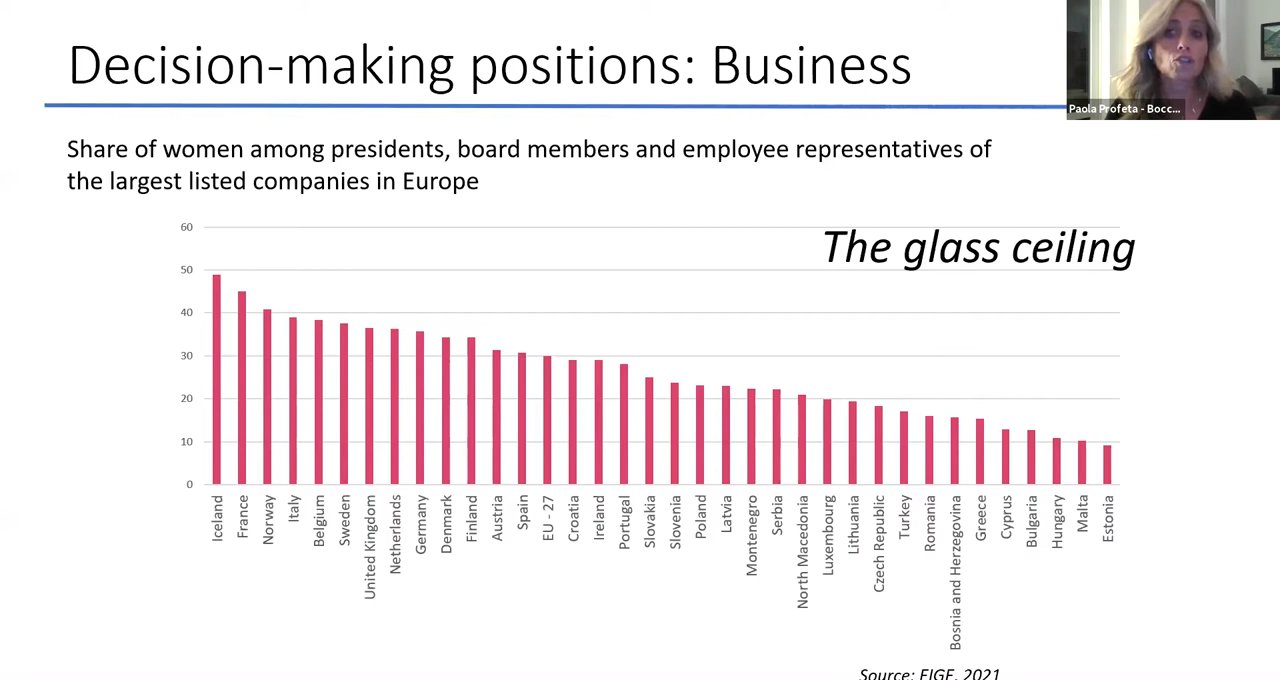 Decision-making positions: Business
Paola Profeta - Bocc...
Share of women among presidents, board members and employee representatives of
the largest listed companies in Europe
The glass ceiling
60
50
40
30
20
10
0
Iceland
France
Norway
Italy
Belgium
Sweden
United Kingdom
Netherlands
Germany
Denmark
Finland
Austria
Spain
EU - 27
Croatia
Ireland
Portugal
Slovakia
Slovenia
Poland
Latvia
Montenegro
Serbia
North Macedonia
Luxembourg
Lithuania
Czech Republic
Turkey
Romania
Bosnia and Herzegovina
Greece
Cyprus
Bulgaria
Hungary
Malta
Estonia
Source: EIGE, 2021